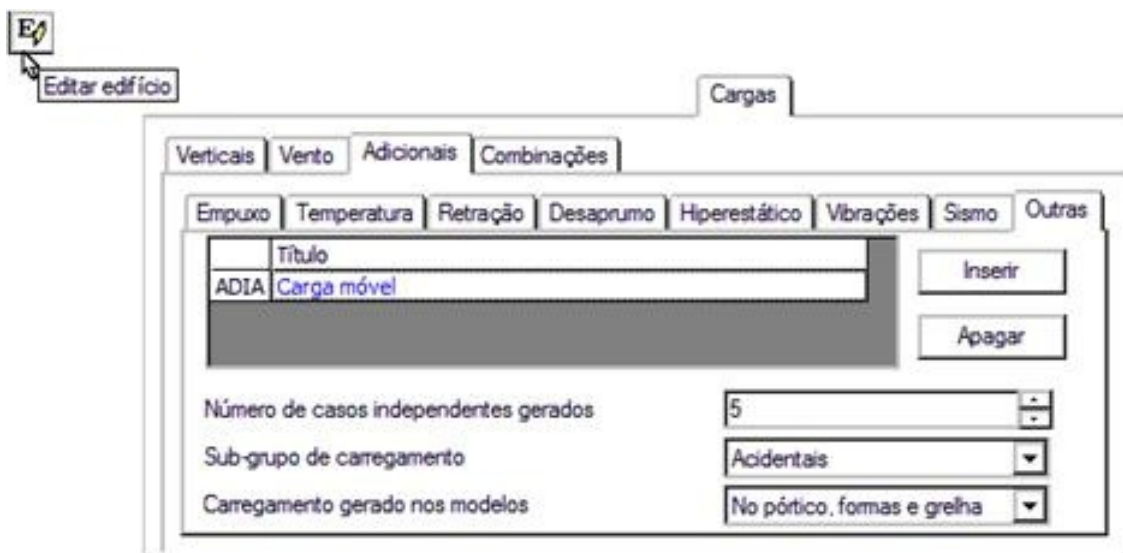 E
Editar edifício
Cargas
Verticais Vento Adicionais Combinações
Empuxo Temperatura Retração Desaprumo Hiperestático Vibrações Sismo Outras
Título
ADIA Carga móvel
Inserir
Apagar
Número de casos independentes gerados 5
Sub-grupo de carregamento Acidentais
Carregamento gerado nos modelos No pórtico, formas e grelha